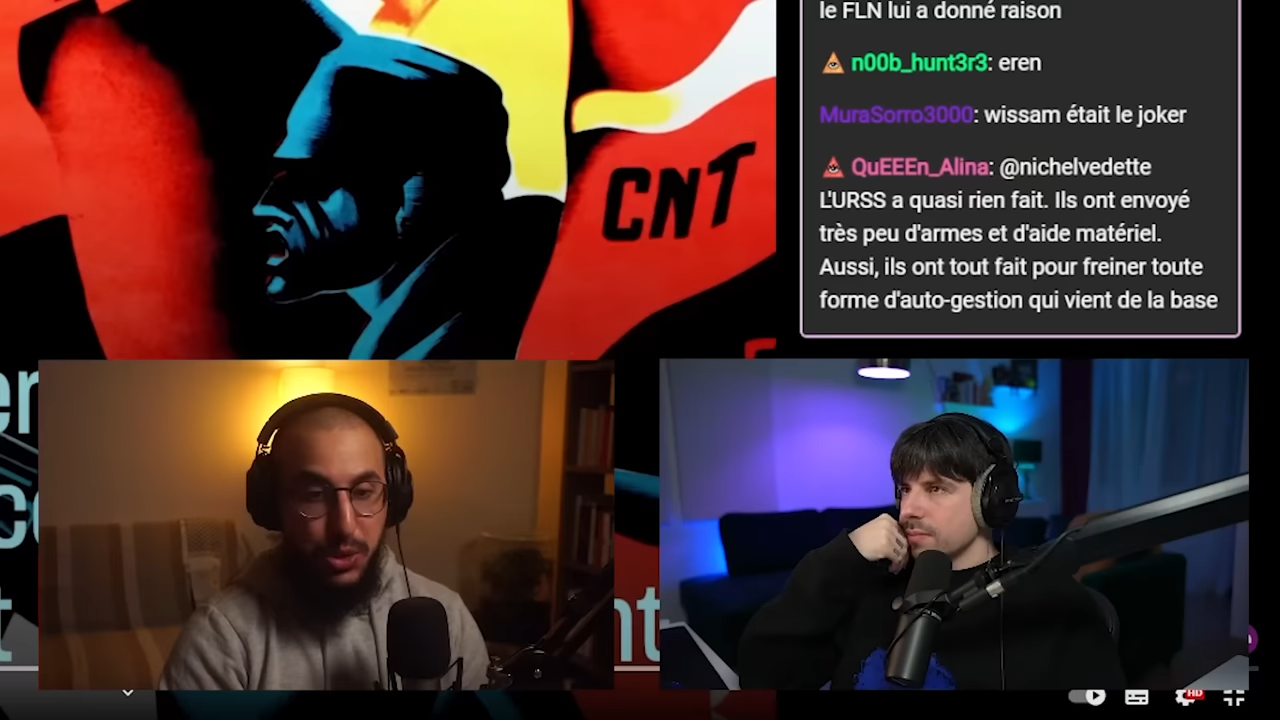 le FLN lui a donné raison
n00b_hunt3r3: eren
MuraSorro3000: wissam était le joker
QuEEEn_Alina: @nichelvedette
L'URSS a quasi rien fait. Ils ont envoyé
très peu d'armes et d'aide matériel.
Aussi, ils ont tout fait pour freiner toute
forme d'auto-gestion qui vient de la base
CNT
HD